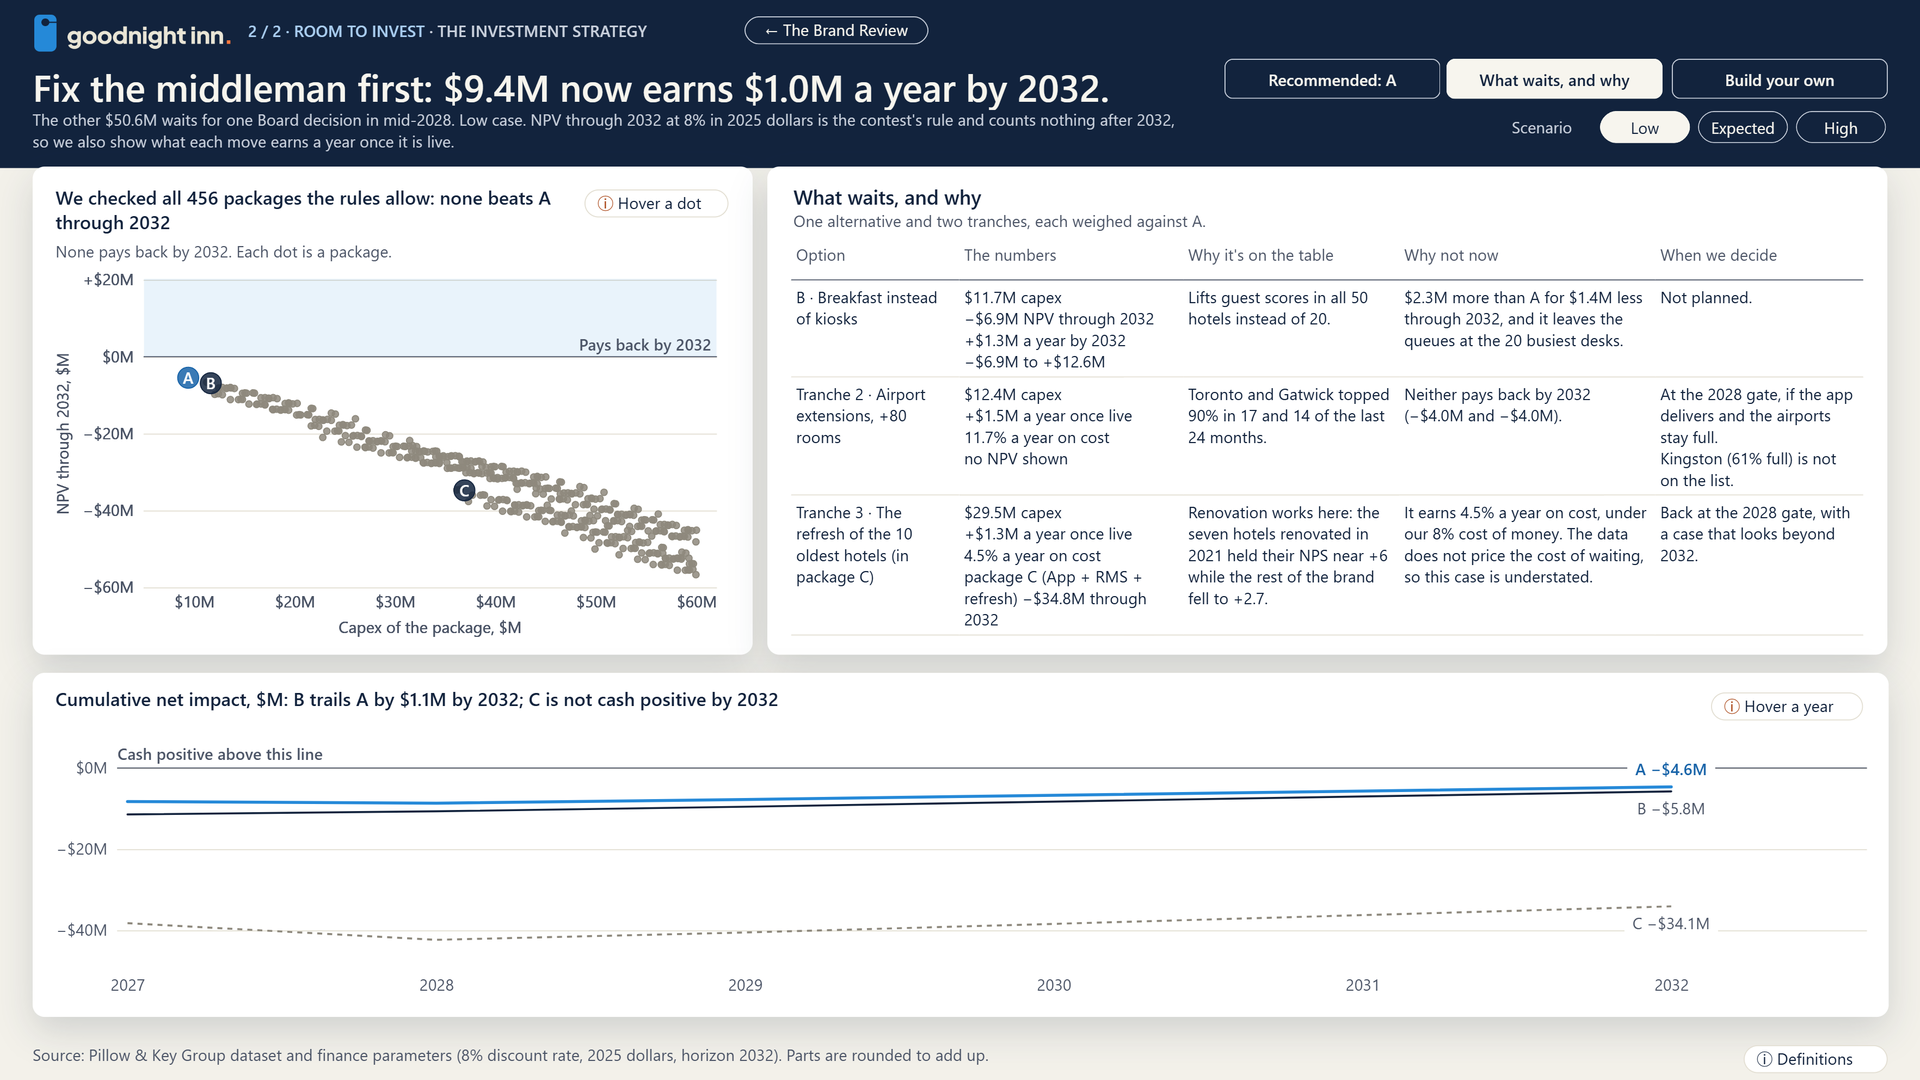 goodnight inn.
2 / 2 · ROOM TO INVEST · THE INVESTMENT STRATEGY
← The Brand Review
Fix the middleman first: $9.4M now earns $1.0M a year by 2032.
The other $50.6M waits for one Board decision in mid-2028. Low case. NPV through 2032 at 8% in 2025 dollars is the contest's rule and counts nothing after 2032,
so we also show what each move earns a year once it is live.
Recommended: A
What waits, and why
Build your own
Scenario
Low
Expected
High
We checked all 456 packages the rules allow: none beats A
through 2032
ⓘ Hover a dot
None pays back by 2032. Each dot is a package.
+$20M
$0M
−$20M
−$40M
−$60M
NPV through 2032, $M
Pays back by 2032
A
B
C
$10M
$20M
$30M
$40M
$50M
$60M
Capex of the package, $M
What waits, and why
One alternative and two tranches, each weighed against A.
Option
The numbers
Why it's on the table
Why not now
When we decide
B · Breakfast instead
of kiosks
$11.7M capex
−$6.9M NPV through 2032
+$1.3M a year by 2032
−$6.9M to +$12.6M
Lifts guest scores in all 50
hotels instead of 20.
$2.3M more than A for $1.4M less
through 2032, and it leaves the
queues at the 20 busiest desks.
Not planned.
Tranche 2 · Airport
extensions, +80
rooms
$12.4M capex
+$1.5M a year once live
11.7% a year on cost
no NPV shown
Toronto and Gatwick topped
90% in 17 and 14 of the last
24 months.
Neither pays back by 2032
(−$4.0M and −$4.0M).
At the 2028 gate, if the app
delivers and the airports
stay full.
Kingston (61% full) is not
on the list.
Tranche 3 · The
refresh of the 10
oldest hotels (in
package C)
$29.5M capex
+$1.3M a year once live
4.5% a year on cost
package C (App + RMS +
refresh) −$34.8M through
2032
Renovation works here: the
seven hotels renovated in
2021 held their NPS near +6
while the rest of the brand
fell to +2.7.
It earns 4.5% a year on cost, under
our 8% cost of money. The data
does not price the cost of waiting,
so this case is understated.
Back at the 2028 gate, with
a case that looks beyond
2032.
Cumulative net impact, $M: B trails A by $1.1M by 2032; C is not cash positive by 2032
ⓘ Hover a year
Cash positive above this line
$0M
−$20M
−$40M
A −$4.6M
B −$5.8M
C −$34.1M
2027
2028
2029
2030
2031
2032
Source: Pillow & Key Group dataset and finance parameters (8% discount rate, 2025 dollars, horizon 2032). Parts are rounded to add up.
ⓘ Definitions